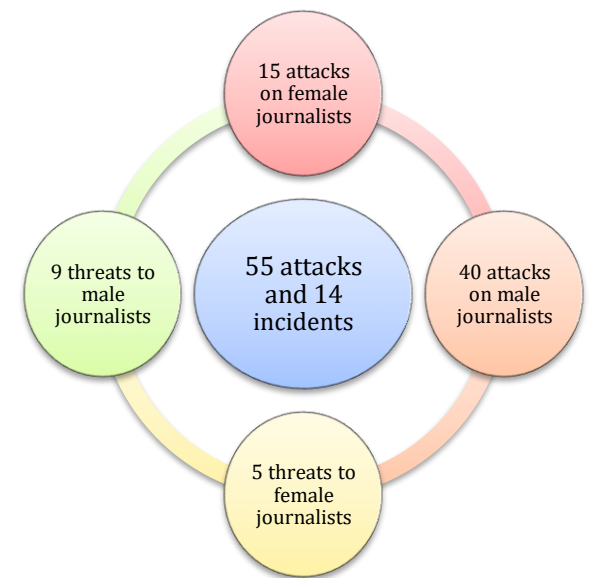 15 attacks
on female
journalists
9 threats to
male
journalists
55 attacks
and 14
incidents
40 attacks
on male
journalists
5 threats to
female
journalists